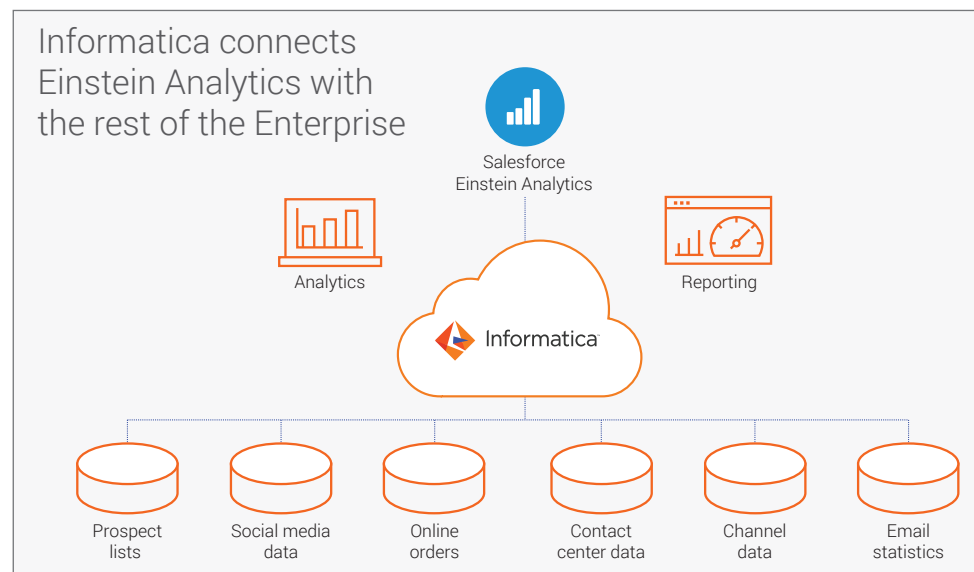 Informatica connects
Einstein Analytics with
the rest of the Enterprise
Salesforce
Einstein Analytics
Analytics
Reporting
Informatica
Prospect
lists
Social media
data
Online
orders
Contact
center data
Channel
data
Email
statistics